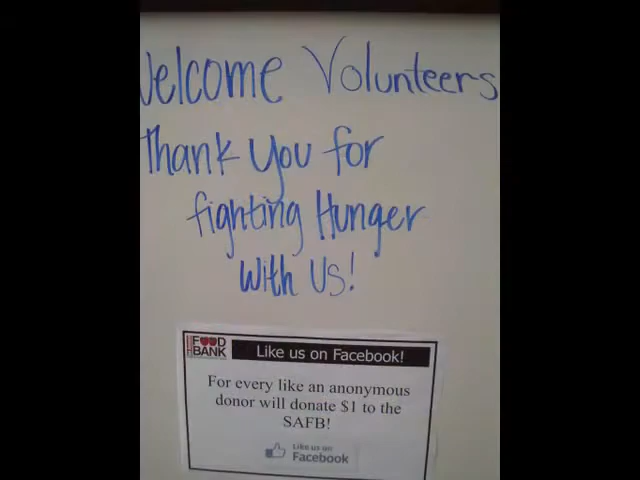 Welcome Volunteers
Thank You for
fighting Hunger
With Us!
FOOD
BANK
Like us on Facebook!
For every like an anonymous
donor will donate $1 to the
SAFB!
Like us on
Facebook